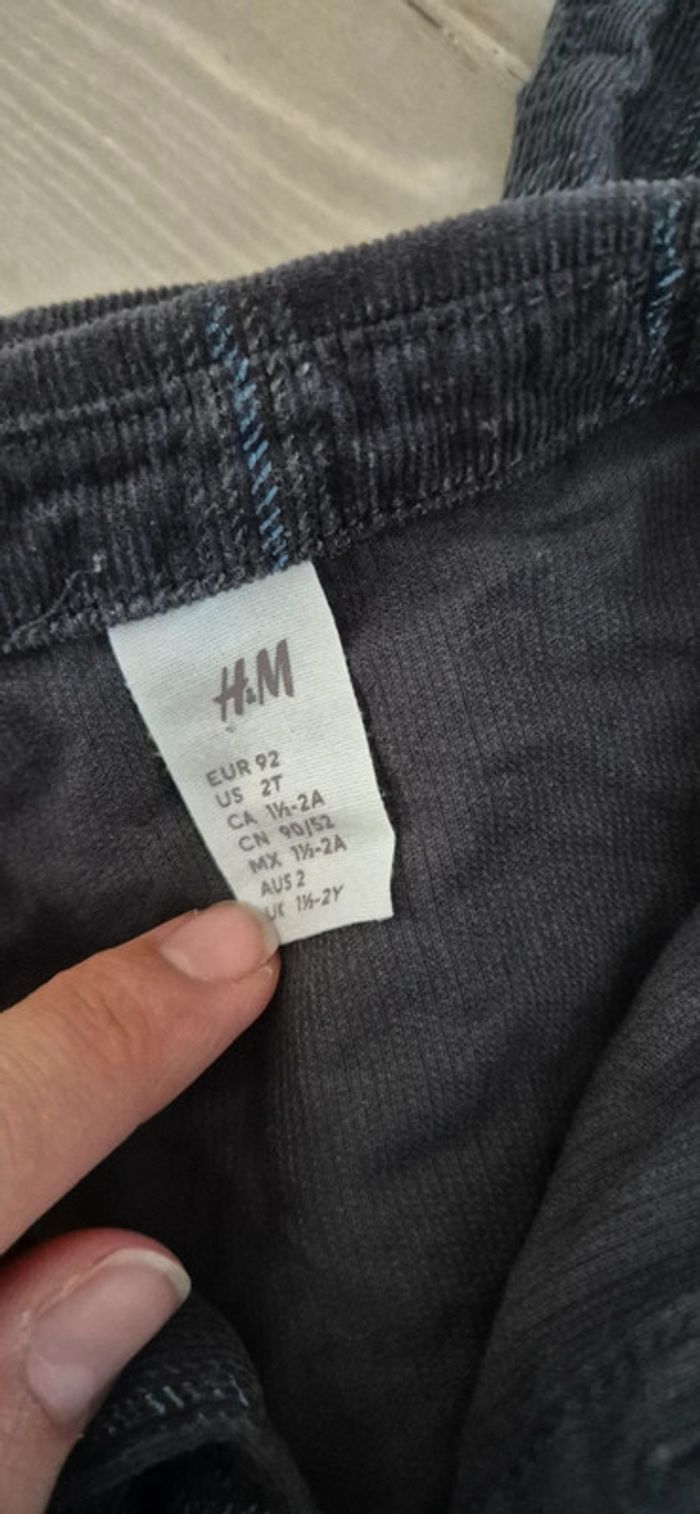 H&M
EUR 92
US 2T
CA 1½-2A
CN 90/52
MX 1½-2A
AUS 2
UK 1½-2Y